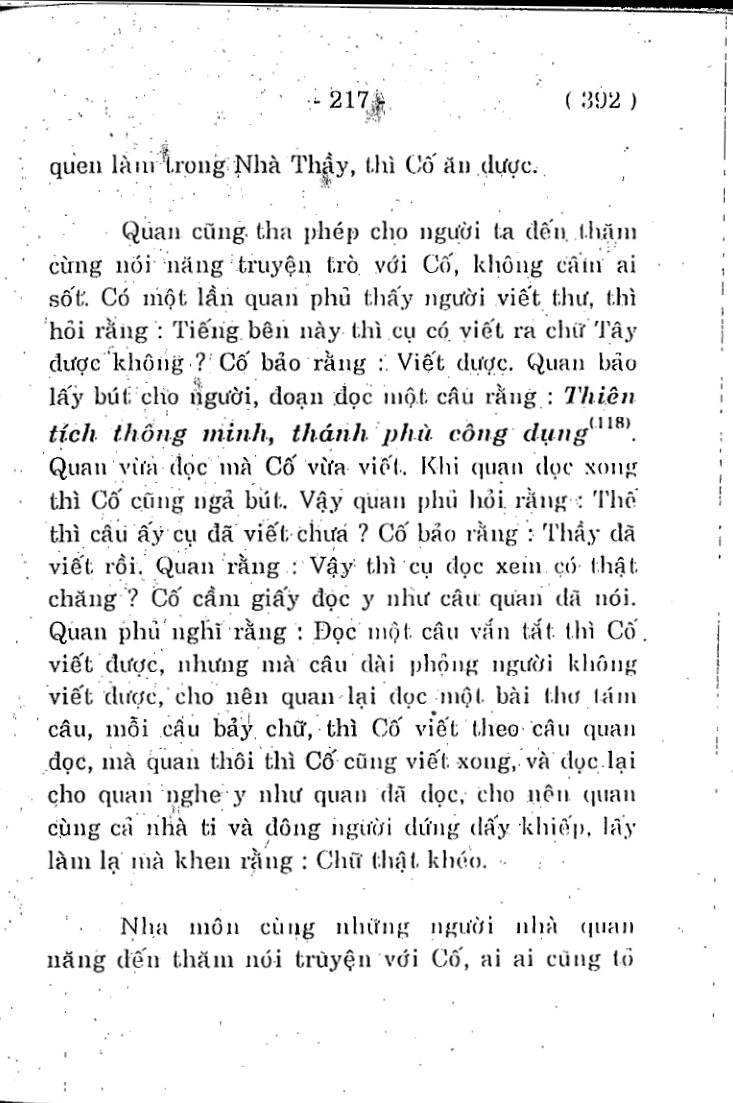 - 217 - ( 392 )
quen làm trong Nhà Thầy, thì Cố ăn được.
Quan cũng tha phép cho người ta đến thăm
cùng nói năng truyện trò với Cố, không cấm ai
sốt. Có một lần quan phủ thấy người viết thư, thì
hỏi rằng : Tiếng bên này thì cụ có viết ra chữ Tây
được không ? Cố bảo rằng : Viết được. Quan bảo
lấy bút cho người, đoạn đọc một câu rằng : Thiên
tích thông minh, thánh phù công dụng(118).
Quan vừa đọc mà Cố vừa viết. Khi quan đọc xong
thì Cố cũng ngả bút. Vậy quan phủ hỏi rằng : Thế
thì câu ấy cụ đã viết chưa ? Cố bảo rằng : Thầy đã
viết rồi. Quan rằng : Vậy thì cụ đọc xem có thật
chăng ? Cố cầm giấy đọc y như câu quan đã nói.
Quan phủ nghĩ rằng : Đọc một câu vắn tắt thì Cố
viết được, nhưng mà câu dài phỏng người không
viết được, cho nên quan lại đọc một bài thơ tám
câu, mỗi câu bảy chữ, thì Cố viết theo câu quan
đọc, mà quan thôi thì Cố cũng viết xong, và đọc lại
cho quan nghe y như quan đã đọc, cho nên quan
cùng cả nhà ti và đông người đứng đấy khiếp, lấy
làm lạ mà khen rằng : Chữ thật khéo.
Nha môn cùng những người nhà quan
năng đến thăm nói truyện với Cố, ai ai cũng tỏ